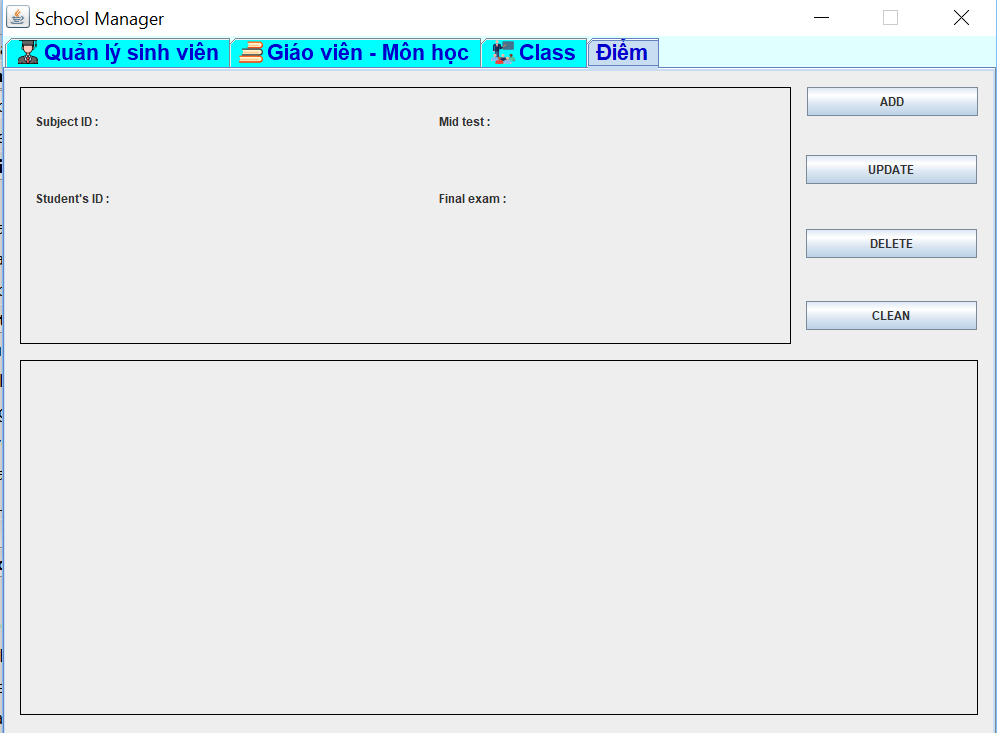 School Manager
Quản lý sinh viên Giáo viên - Môn học Class Điểm
Subject ID : Mid test : ADD
UPDATE
Student's ID : Final exam :
DELETE
CLEAN